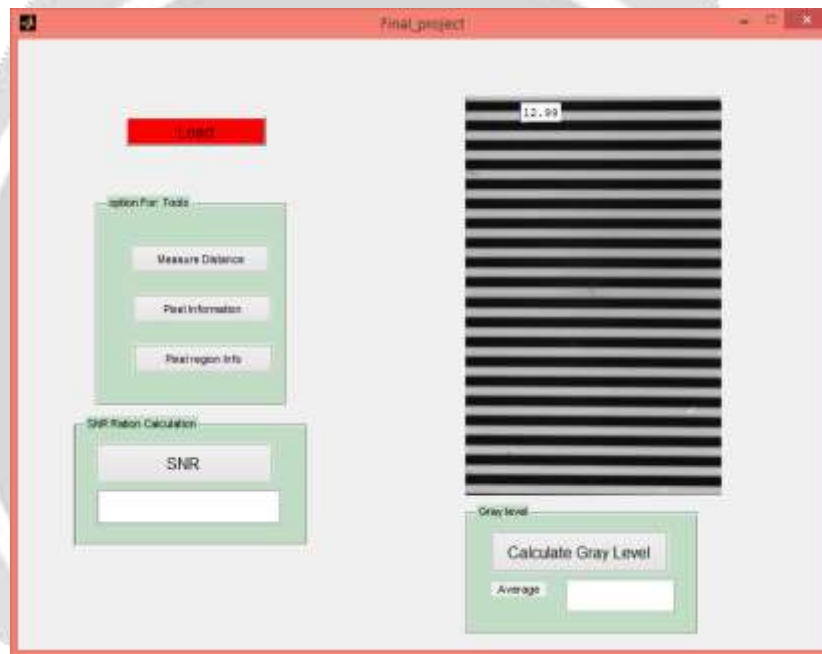 Final_project
Load
option For Tools
Measure Distance
Pixel Information
Pixel region Info
SNR Ration Calculation
SNR
12.99
Gray level
Calculate Gray Level
Average